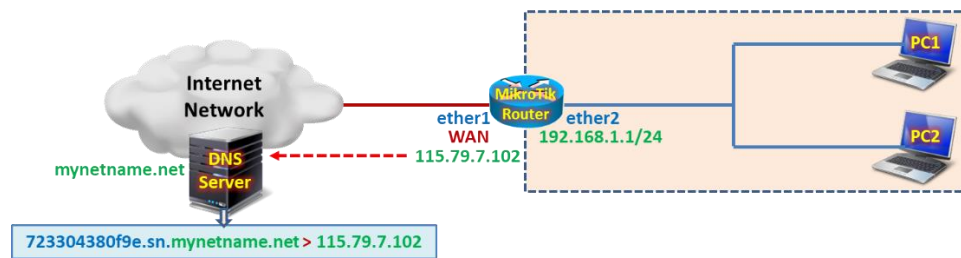 Internet
Network
DNS
Server
mynetname.net
MikroTik
Router
ether1
WAN
115.79.7.102
ether2
192.168.1.1/24
PC1
PC2
723304380f9e.sn.mynetname.net > 115.79.7.102